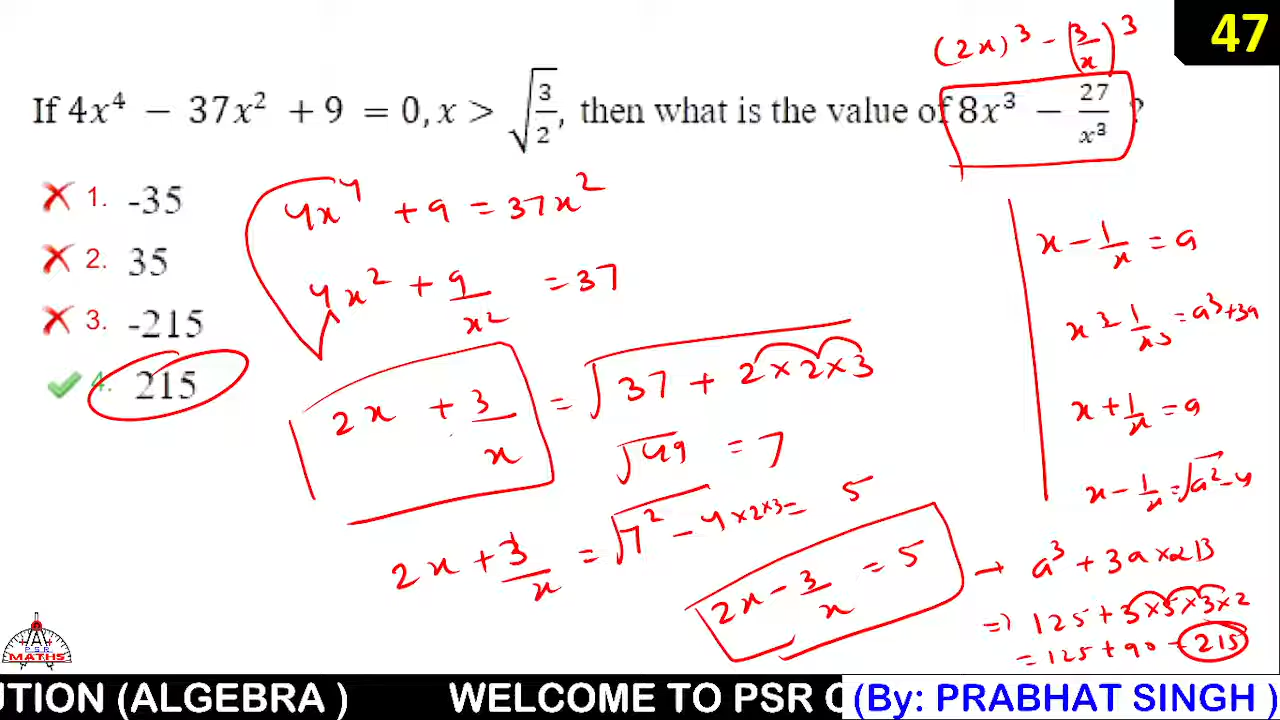 47
(2x)³ - (3/x)³
If 4x⁴ - 37x² + 9 = 0, x > √(3/2), then what is the value of 8x³ - 27/x³ ?
1. -35
2. 35
3. -215
4. 215
4x⁴ + 9 = 37x²
4x² + 9/x² = 37
2x + 3/x = √(37 + 2×2×3)
√49 = 7
2x + 3/x = √(7² - 4×2×3) = 5
2x - 3/x = 5
x - 1/x = a
x³ - 1/x³ = a³+3a
x + 1/x = a
x - 1/x = √(a² - 4)
→ a³ + 3a × 2B
=> 125 + 3×5×3×2
= 125 + 90 = 215
PSR
MATHS
UTION (ALGEBRA )
WELCOME TO PSR C
(By: PRABHAT SINGH )